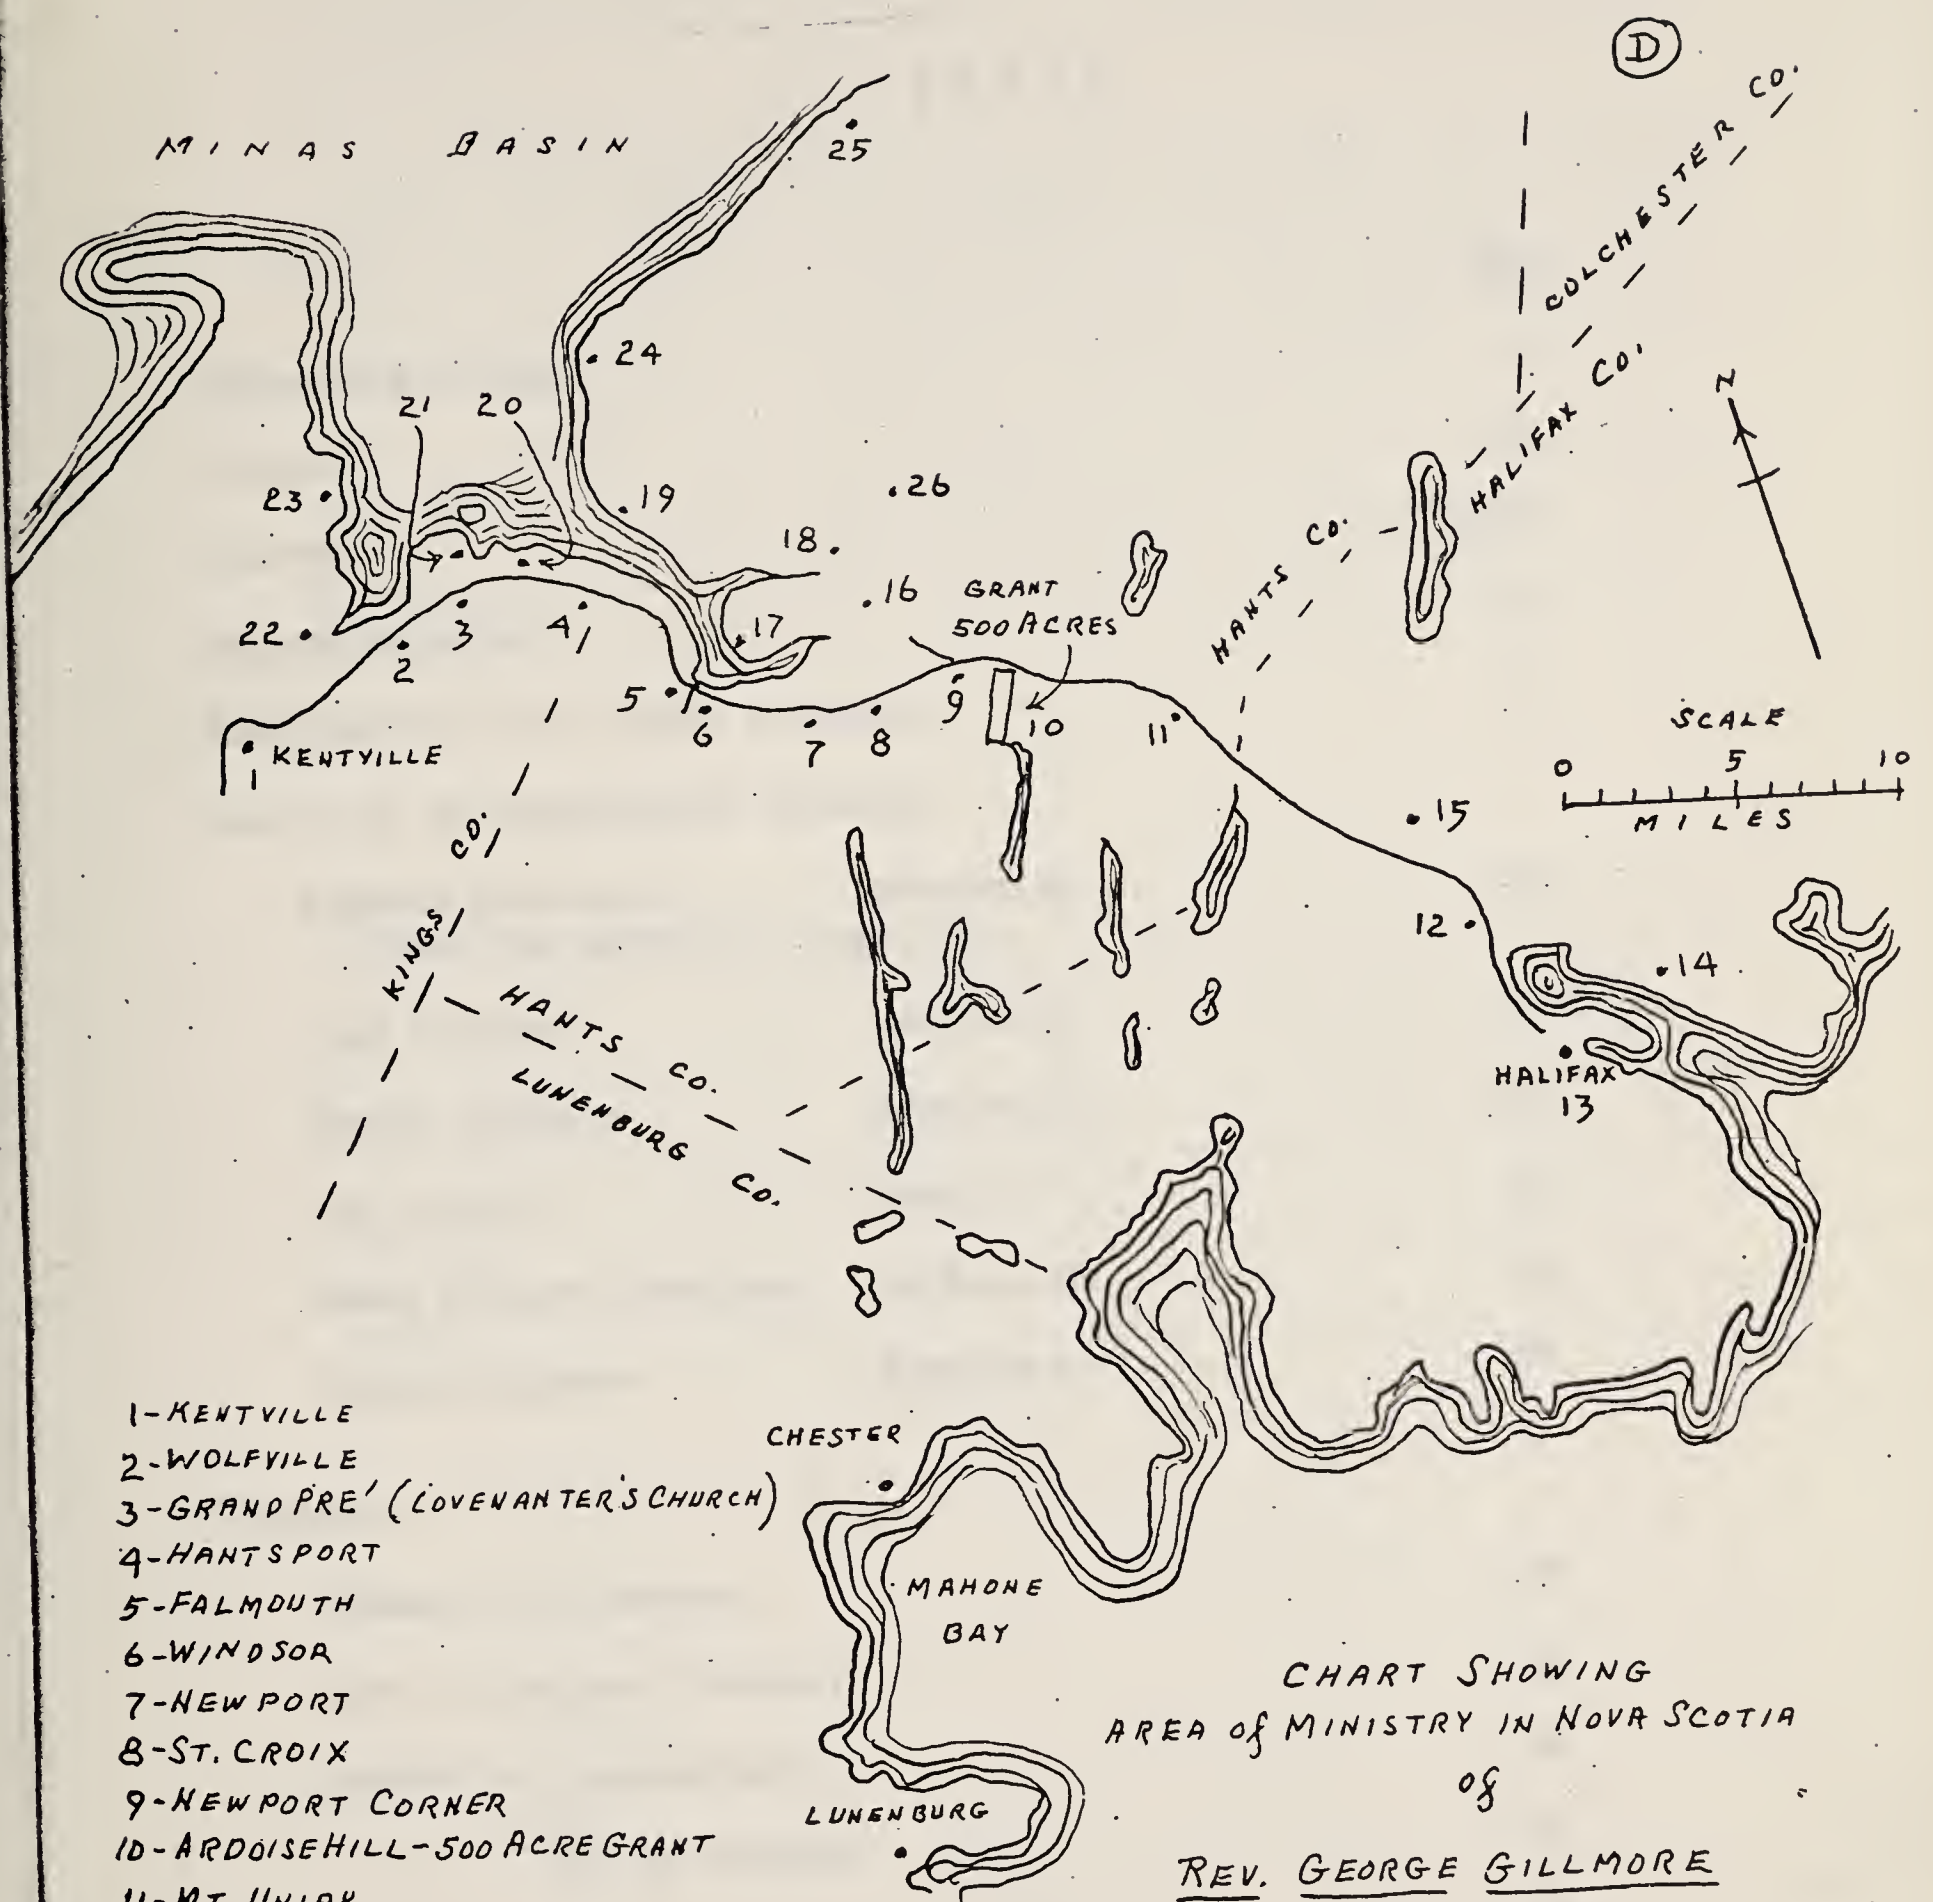 D
MINAS BASIN
COLCHESTER CO.
HALIFAX CO.
HANTS CO.
N
25
24
21
20
23
19
26
18
16
GRANT
500 ACRES
22
3
4
17
2
5
6
7
8
9
10
11
KENTVILLE
1
SCALE
0 5 10
MILES
15
12
14
KINGS CO.
HANTS CO.
LUNENBURG CO.
HALIFAX
13
CHESTER
MAHONE
BAY
LUNENBURG
1-KENTVILLE
2-WOLFVILLE
3-GRAND PRE' (COVENANTER'S CHURCH)
4-HANTSPORT
5-FALMOUTH
6-WINDSOR
7-NEWPORT
8-ST. CROIX
9-NEWPORT CORNER
10-ARDOISE HILL-500 ACRE GRANT
CHART SHOWING
AREA of MINISTRY IN NOVA SCOTIA
of
REV. GEORGE GILLMORE